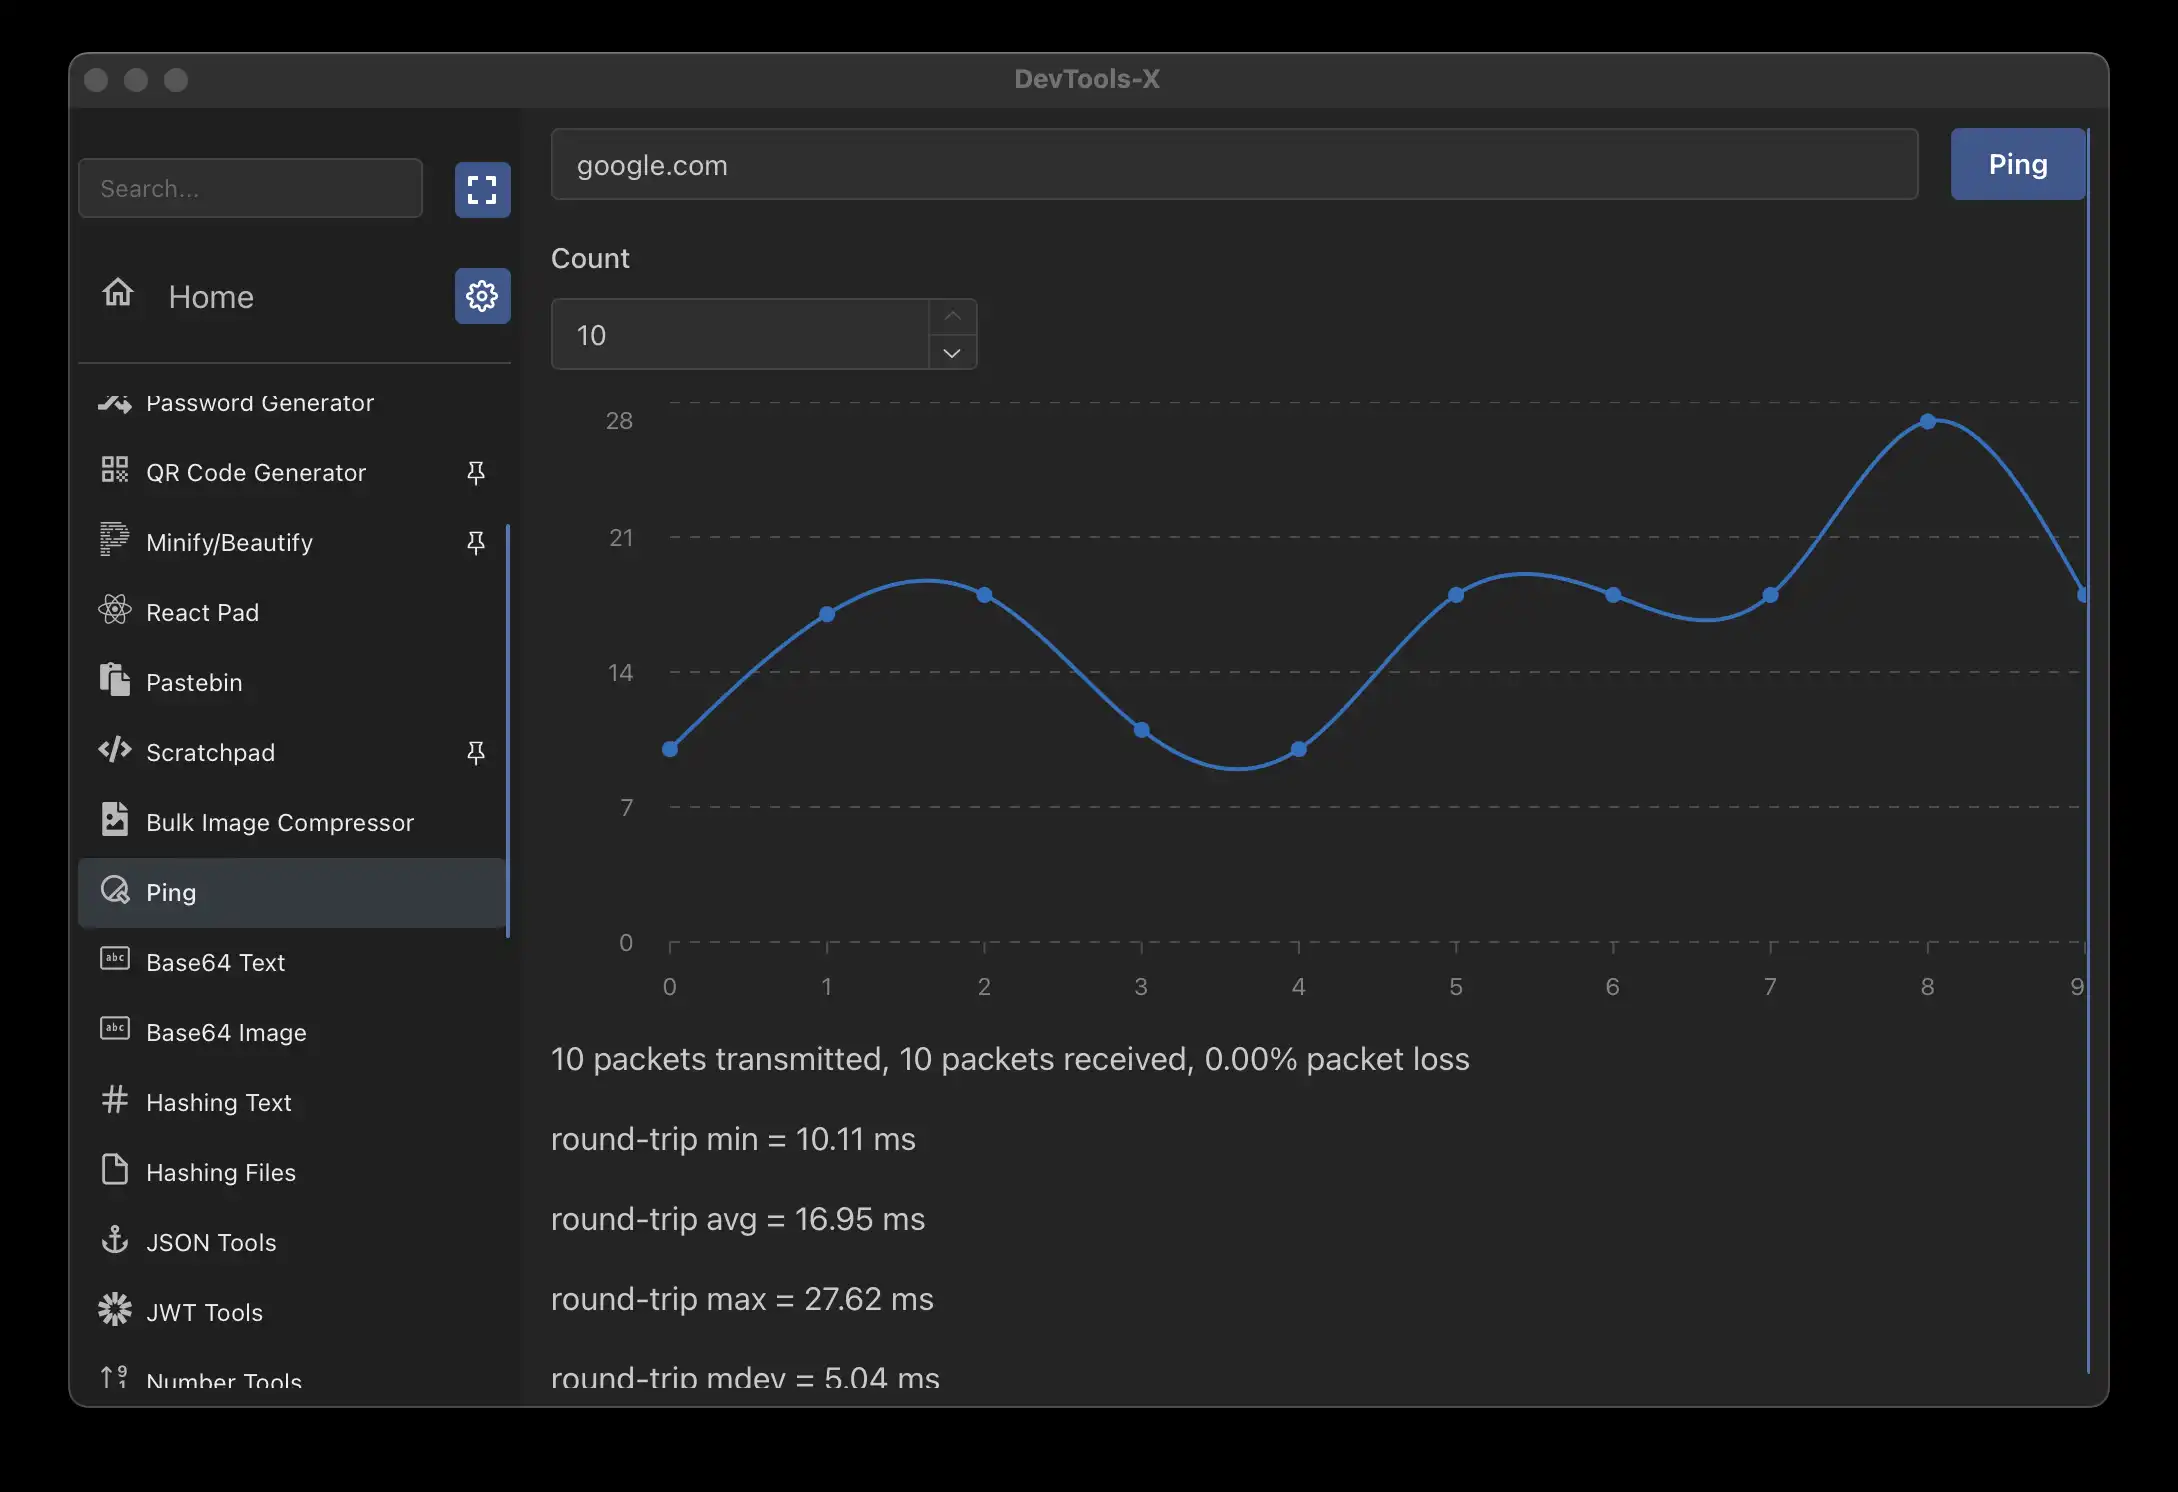 DevTools-X
Search...
Home
Password Generator
QR Code Generator
Minify/Beautify
React Pad
Pastebin
Scratchpad
Bulk Image Compressor
Ping
Base64 Text
Base64 Image
Hashing Text
Hashing Files
JSON Tools
JWT Tools
Number Tools
google.com
Ping
Count
10
28
21
14
7
0
0 1 2 3 4 5 6 7 8 9
10 packets transmitted, 10 packets received, 0.00% packet loss
round-trip min = 10.11 ms
round-trip avg = 16.95 ms
round-trip max = 27.62 ms
round-trip mdev = 5.04 ms